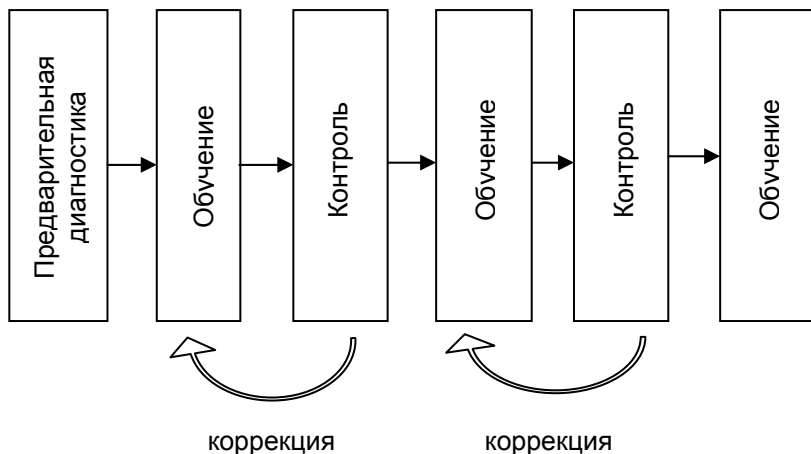 Предварительная
диагностика
Обучение
Контроль
Обучение
Контроль
Обучение
коррекция
коррекция